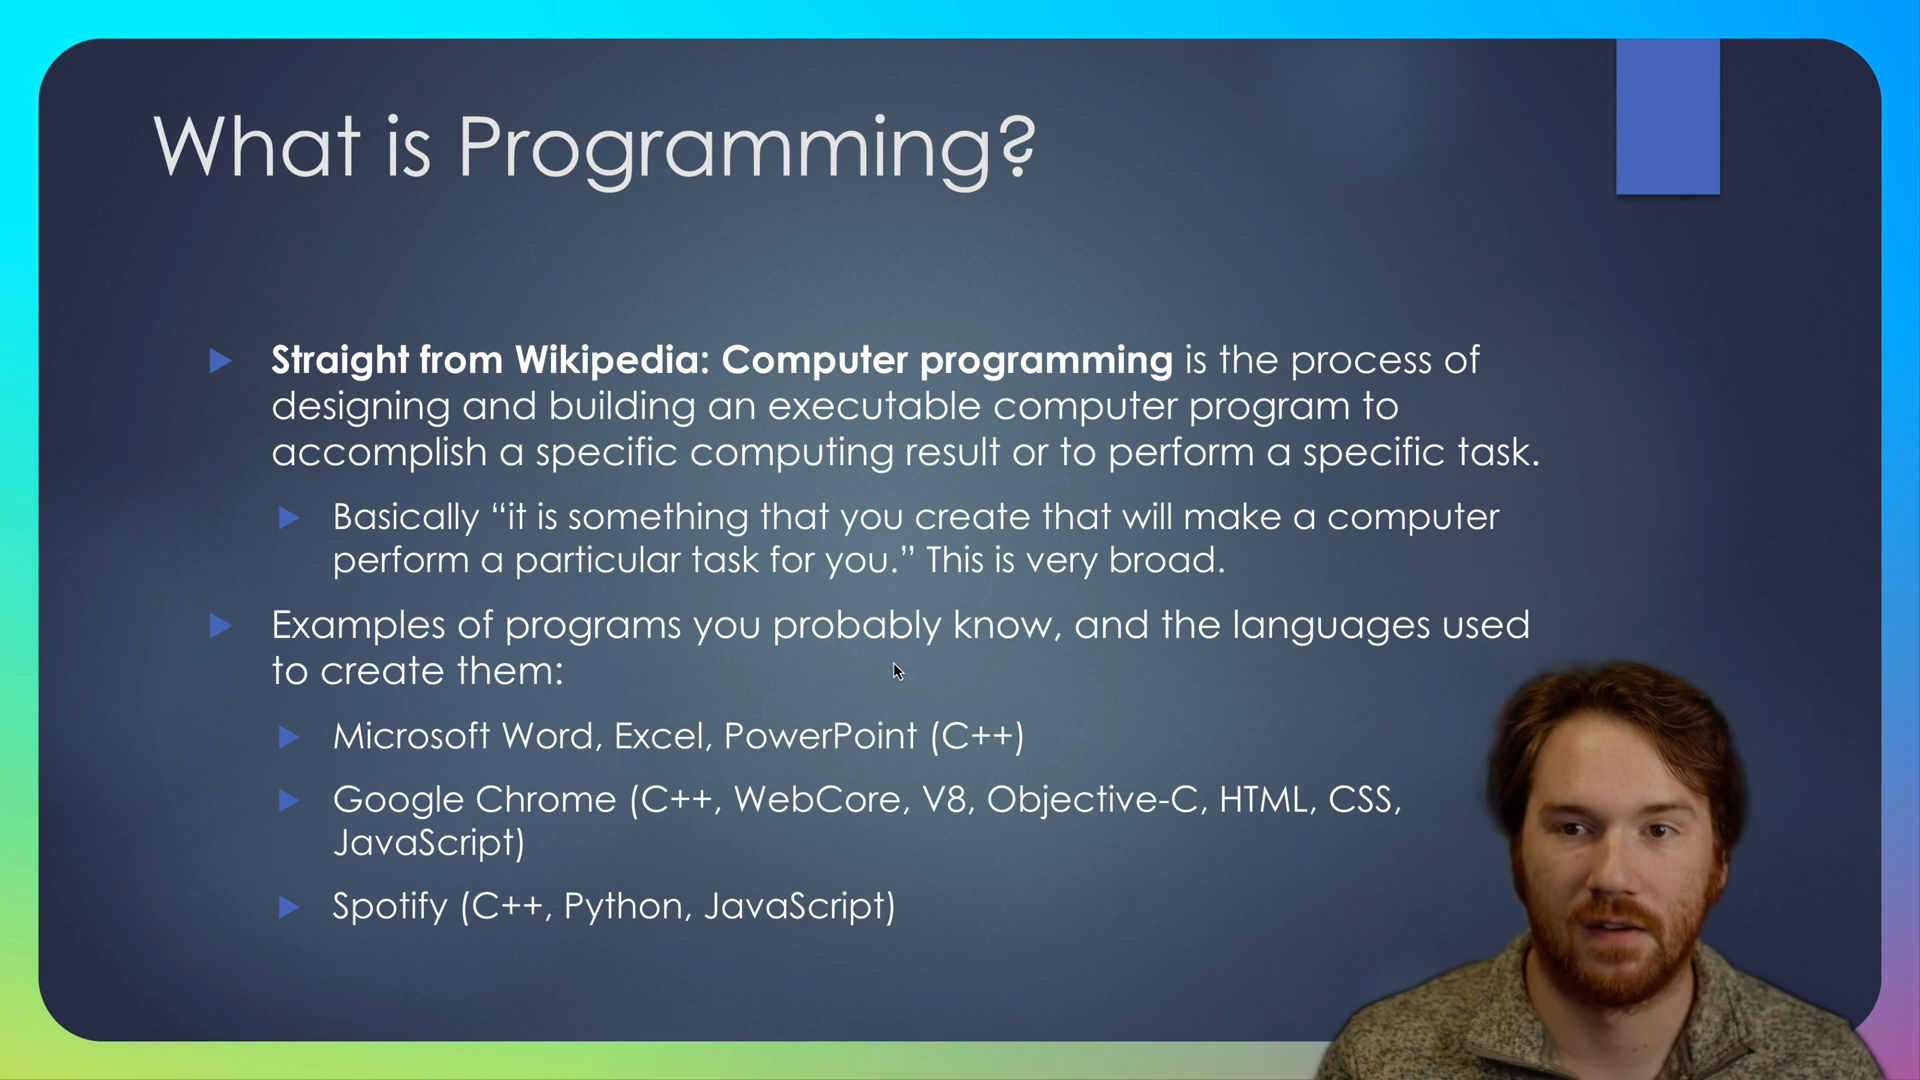 What is Programming?
Straight from Wikipedia: Computer programming is the process of
designing and building an executable computer program to
accomplish a specific computing result or to perform a specific task.
Basically “it is something that you create that will make a computer
perform a particular task for you.” This is very broad.
Examples of programs you probably know, and the languages used
to create them:
Microsoft Word, Excel, PowerPoint (C++)
Google Chrome (C++, WebCore, V8, Objective-C, HTML, CSS,
JavaScript)
Spotify (C++, Python, JavaScript)